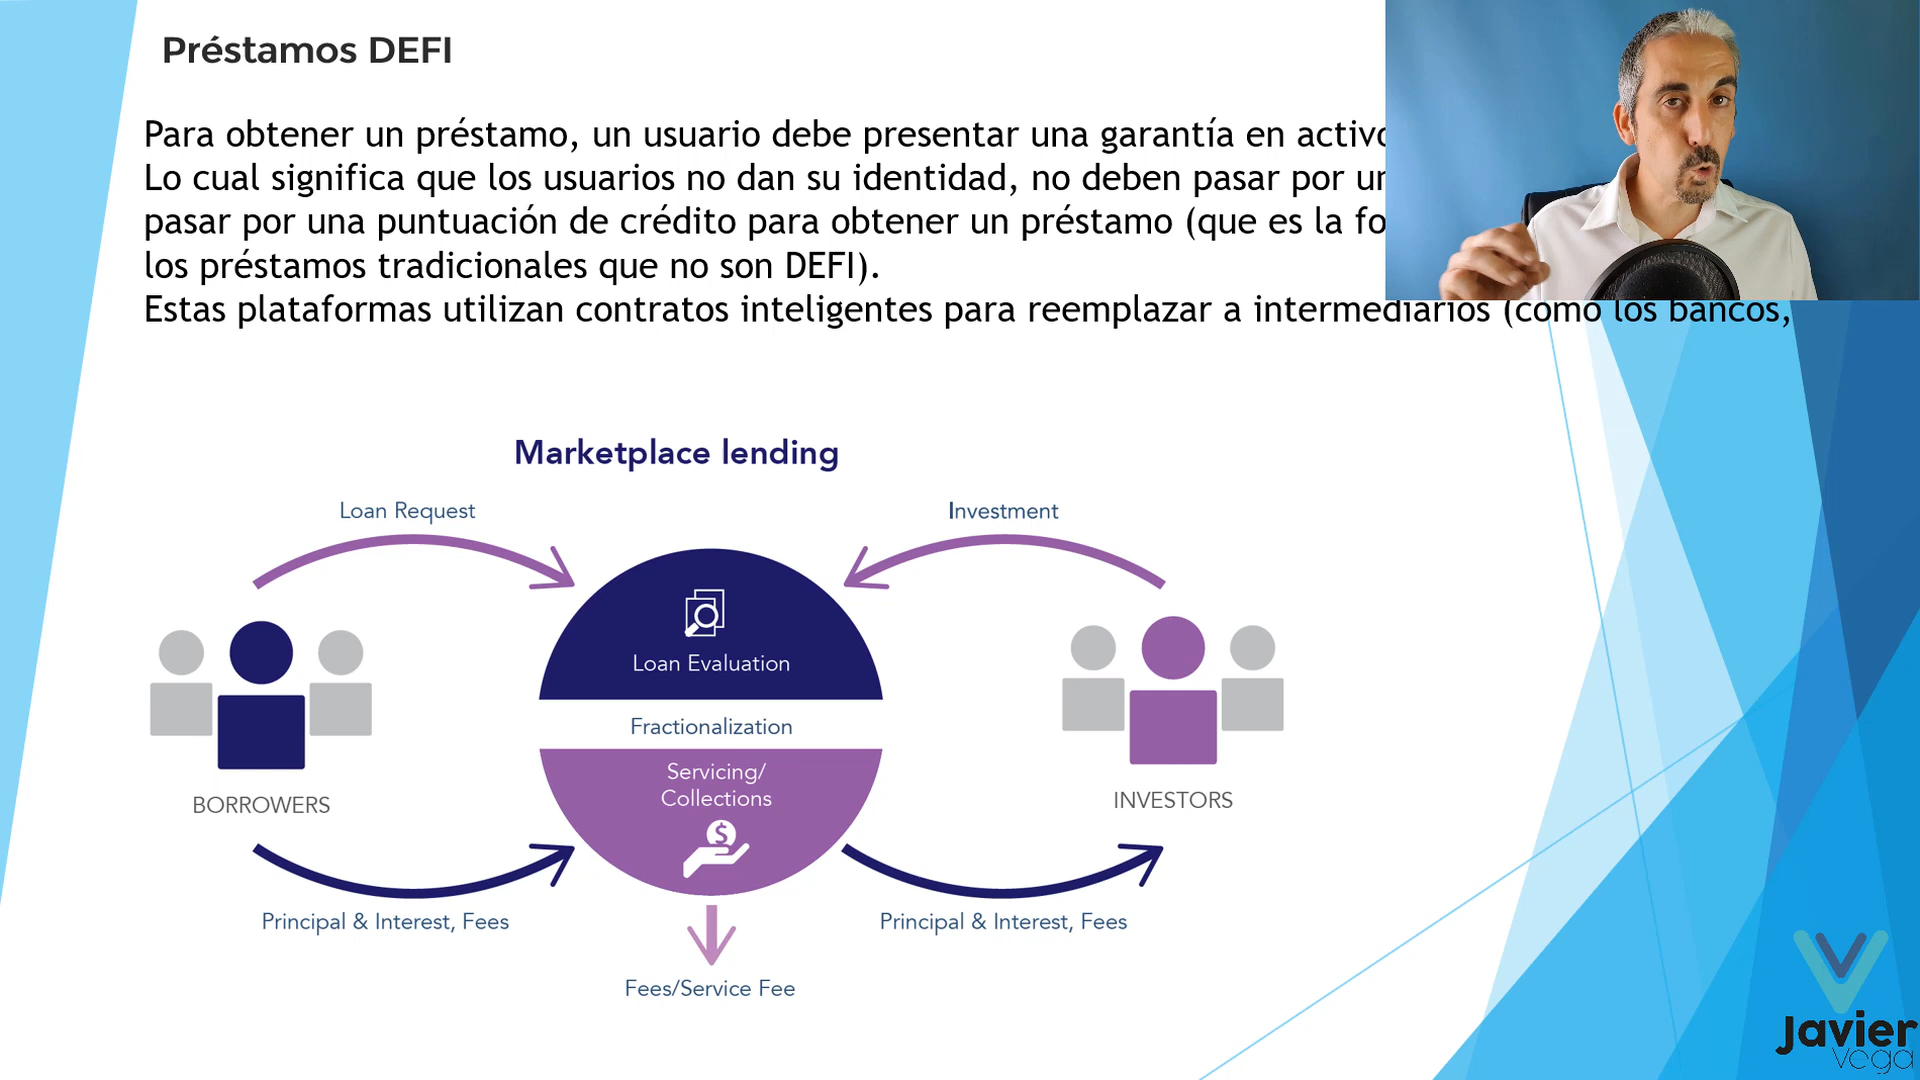 Préstamos DEFI
Para obtener un préstamo, un usuario debe presentar una garantía en
Lo cual significa que los usuarios no dan su identidad, no deben pasar por
pasar por una puntuación de crédito para obtener un préstamo (que es la
los préstamos tradicionales que no son DEFI).
Estas plataformas utilizan contratos inteligentes para reemplazar a intermediarios (como los bancos,
Marketplace lending
Loan Request
Investment
Loan Evaluation
Fractionalization
Servicing/
Collections
$
BORROWERS
INVESTORS
Principal & Interest, Fees
Principal & Interest, Fees
Fees/Service Fee
Javier
Vega